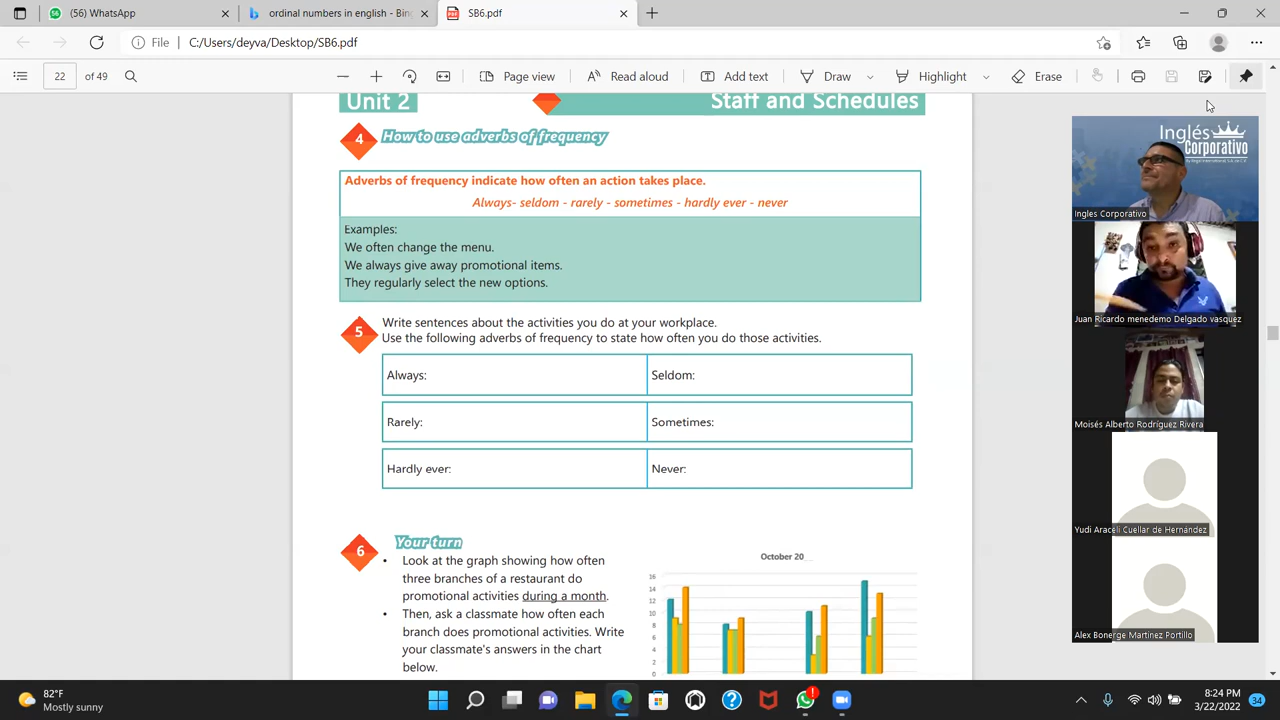 (56) WhatsApp
ordinal numbers in english - Bin
SB6.pdf
File
C:/Users/deyva/Desktop/SB6.pdf
22
of 49
Page view
Read aloud
Add text
Draw
Highlight
Erase
Unit 2
Staff and Schedules
4
How to use adverbs of frequency
Adverbs of frequency indicate how often an action takes place.
Always- seldom - rarely - sometimes - hardly ever - never
Examples:
We often change the menu.
We always give away promotional items.
They regularly select the new options.
5
Write sentences about the activities you do at your workplace.
Use the following adverbs of frequency to state how often you do those activities.
Always:
Seldom:
Rarely:
Sometimes:
Hardly ever:
Never:
6
Your turn
• Look at the graph showing how often
three branches of a restaurant do
promotional activities during a month.
• Then, ask a classmate how often each
branch does promotional activities. Write
your classmate's answers in the chart
below.
October 20__
16
14
12
10
8
6
4
2
0
Inglés
Corporativo
Ingles Corporativo
Juan Ricardo menedemo Delgado vasquez
Moisés Alberto Rodríguez Rivera
Yudi Araceli Cuellar de Hernández
Alex Bonerge Martínez Portillo
82°F
Mostly sunny
8:24 PM
3/22/2022
34